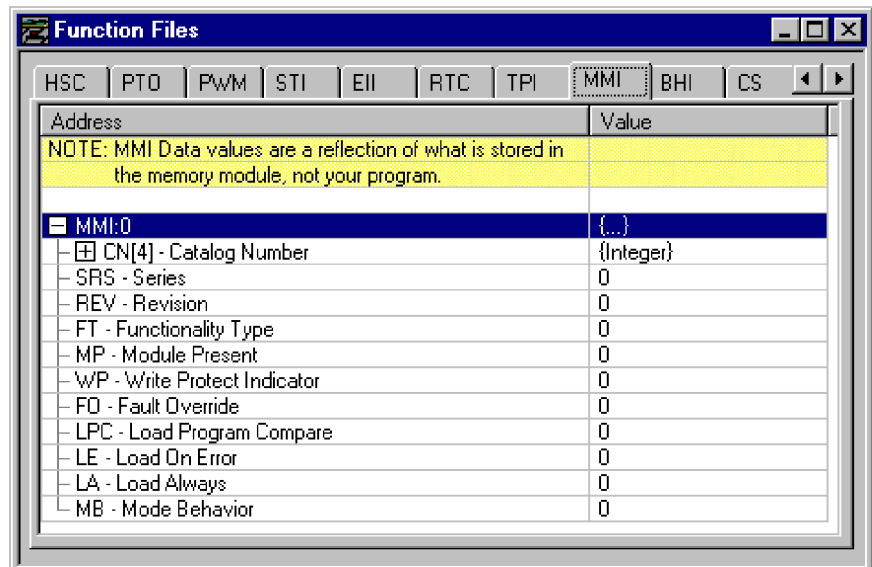 Function Files
HSC PTO PWM STI EII RTC TPI MMI BHI CS
Address Value
NOTE: MMI Data values are a reflection of what is stored in
the memory module, not your program.
MMI:0 {...}
CN[4] - Catalog Number {Integer}
SRS - Series 0
REV - Revision 0
FT - Functionality Type 0
MP - Module Present 0
WP - Write Protect Indicator 0
FO - Fault Override 0
LPC - Load Program Compare 0
LE - Load On Error 0
LA - Load Always 0
MB - Mode Behavior 0